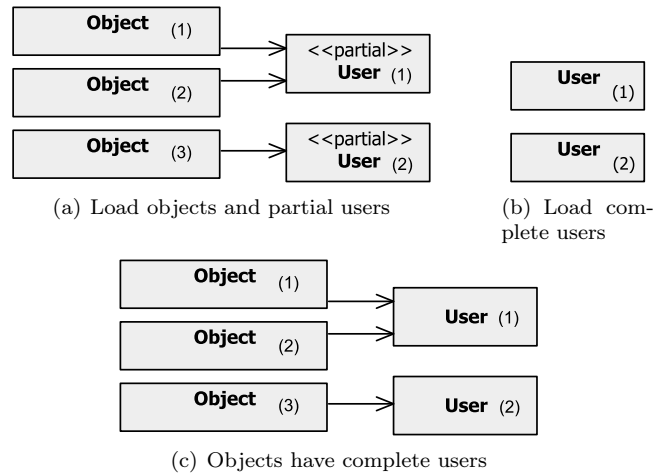 Object (1)
<<partial>>
User (1)
Object (2)
Object (3)
<<partial>>
User (2)
User
(1)
User
(2)
(a) Load objects and partial users
(b) Load com-
plete users
Object (1)
User (1)
Object (2)
Object (3)
User (2)
(c) Objects have complete users